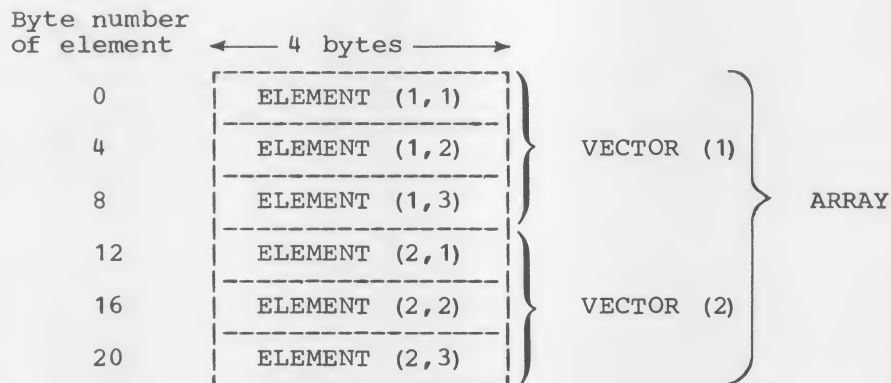 Byte number
of element
4 bytes
0 ELEMENT (1,1)
4 ELEMENT (1,2) VECTOR (1)
8 ELEMENT (1,3) ARRAY
12 ELEMENT (2,1)
16 ELEMENT (2,2) VECTOR (2)
20 ELEMENT (2,3)